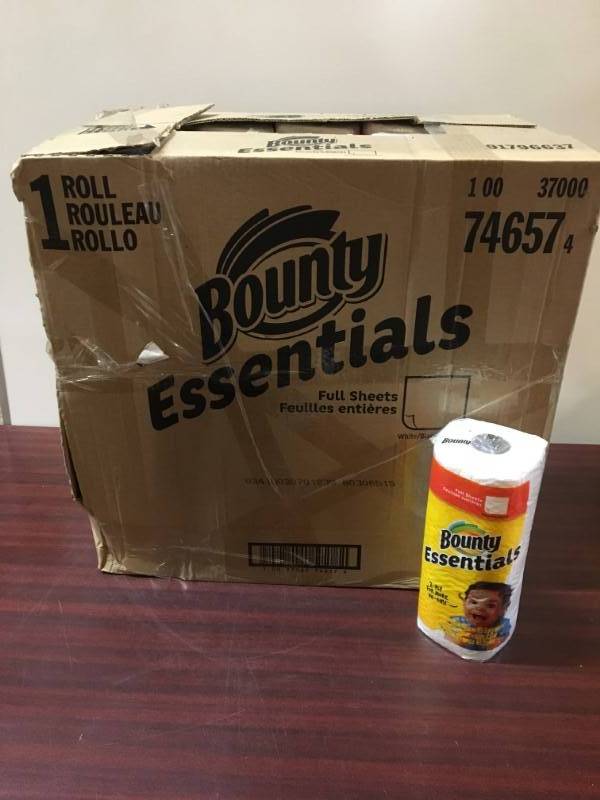 Bounty
Essentials
91796637
1 ROLL
ROULEAU
ROLLO
1 00 37000
74657 4
Bounty
Essentials
Full Sheets
Feuilles entières
Bounty
Full Sheets
Bounty
Essentials